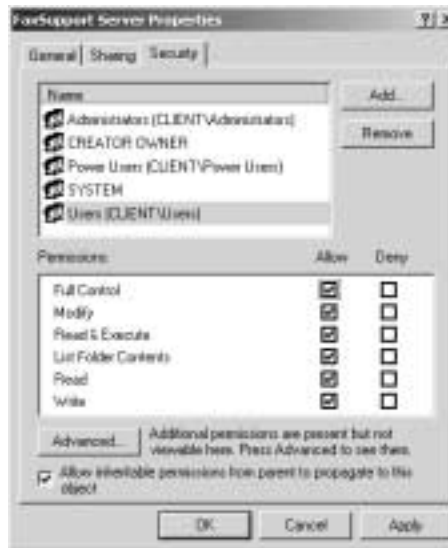 FaxSupport Server Properties
General Sharing Security
Name
Add...
Administrators (CLIENT\Administrators)
CREATOR OWNER
Remove
Power Users (CLIENT\Power Users)
SYSTEM
Users (CLIENT\Users)
Permissions: Allow Deny
Full Control
Modify
Read & Execute
List Folder Contents
Read
Write
Advanced... Additional permissions are present but not
viewable here. Press Advanced to see them.
Allow inheritable permissions from parent to propagate to this
object
OK Cancel Apply